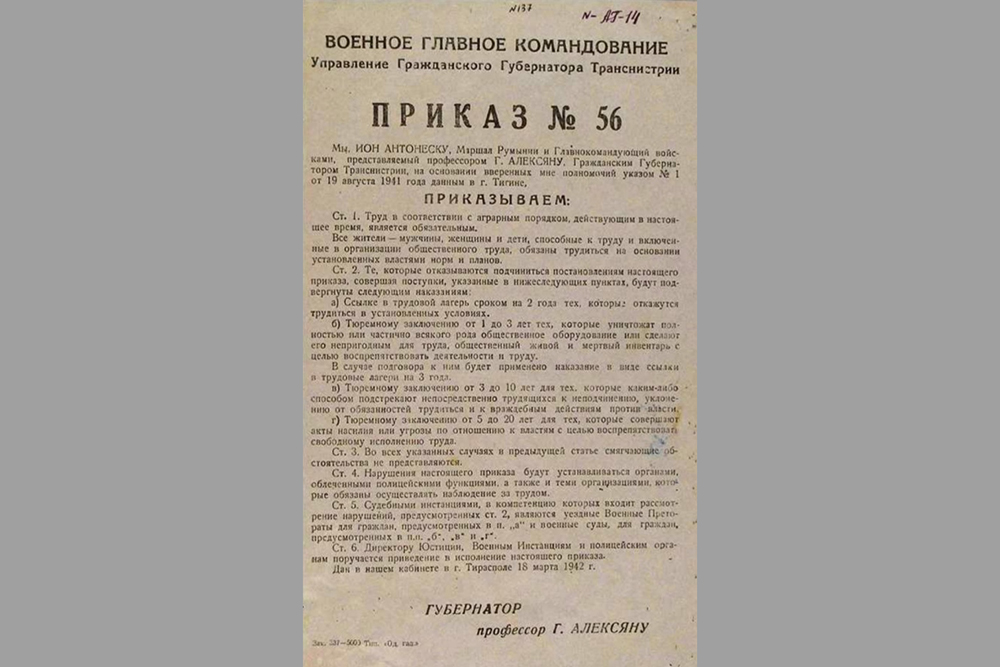 №137
N- АГ-14
ВОЕННОЕ ГЛАВНОЕ КОМАНДОВАНИЕ
Управление Гражданского Губернатора Транснистрии
ПРИКАЗ № 56
Мы, ИОН АНТОНЕСКУ, Маршал Румынии и Главнокомандующий войс-
ками, представляемый профессором Г. АЛЕКСЯНУ, Гражданским Губерна-
тором Транснистрии, на основании вверенных мне полномочий указом № 1
от 19 августа 1941 года данным в г. Тигине,
ПРИКАЗЫВАЕМ:
Ст. 1. Труд в соответствии с аграрным порядком, действующим в настоя-
шее время, является обязательным.
Все жители — мужчины, женщины и дети, способные к труду и включен-
ные в организации общественного труда, обязаны трудиться на основании
установленных властями норм и планов.
Ст. 2. Те, которые отказываются подчиниться постановлениям настоящего
приказа, совершая поступки, указанные в нижеследующих пунктах, будут под-
вергнуты следующим наказаниям:
а) Ссылке в трудовой лагерь сроком на 2 года тех, которые откажутся
трудиться в установленных условиях.
б) Тюремному заключению от 1 до 3 лет тех, которые уничтожат пол-
ностью или частично всякого рода общественное оборудование или сделают
его непригодным для труда, общественный живой и мертвый инвентарь с
целью воспрепятствовать деятельности и труду.
В случае подговора к ним будет применено наказание в виде ссылки
в трудовые лагери на 3 года.
в) Тюремному заключению от 3 до 10 лет для тех, которые каким-либо
способом подстрекают непосредственно трудящихся к неподчинению, уклоне-
нию от обязанностей трудиться и к враждебным действиям против власти.
г) Тюремному заключению от 5 до 20 лет для тех, которые совершают
акты насилия или угрозы по отношению к властям с целью воспрепятствовать
свободному исполнению труда.
Ст. 3. Во всех указанных случаях в предыдущей статье смягчающие об-
стоятельства не представляются.
Ст. 4. Нарушения настоящего приказа будут устанавливаться органами,
облеченными полицейскими функциями, а также и теми организациями, кото-
рые обязаны осуществлять наблюдение за трудом.
Ст. 5. Судебными инстанциями, в компетенцию которых входит рассмот-
рение нарушений, предусмотренных ст. 2, являются уездные Военные Прето-
раты для граждан, предусмотренных в п. „а“ и военные суды, для граждан,
предусмотренных в п.п. „б“, „в“ и „г“.
Ст. 6. Директору Юстиции, Военным Инстанциям и полицейским орга-
нам поручается приведение в исполнение настоящего приказа.
Дан в нашем кабинете в г. Тирасполе 18 марта 1942 г.
ГУБЕРНАТОР
профессор Г. АЛЕКСЯНУ
Зак. Тип. «Од. газ.»